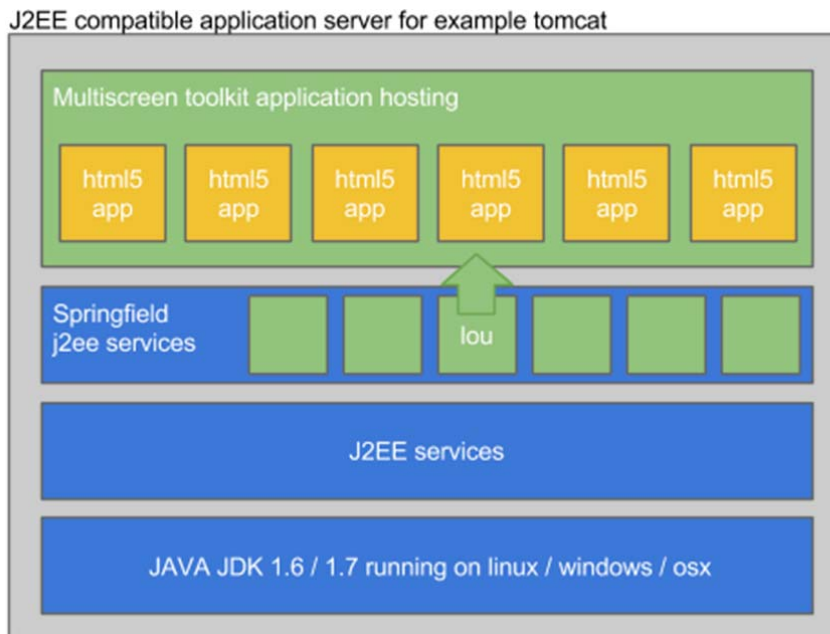 J2EE compatible application server for example tomcat
Multiscreen toolkit application hosting
html5
app
html5
app
html5
app
html5
app
html5
app
html5
app
Springfield
j2ee services
lou
J2EE services
JAVA JDK 1.6 / 1.7 running on linux / windows / osx